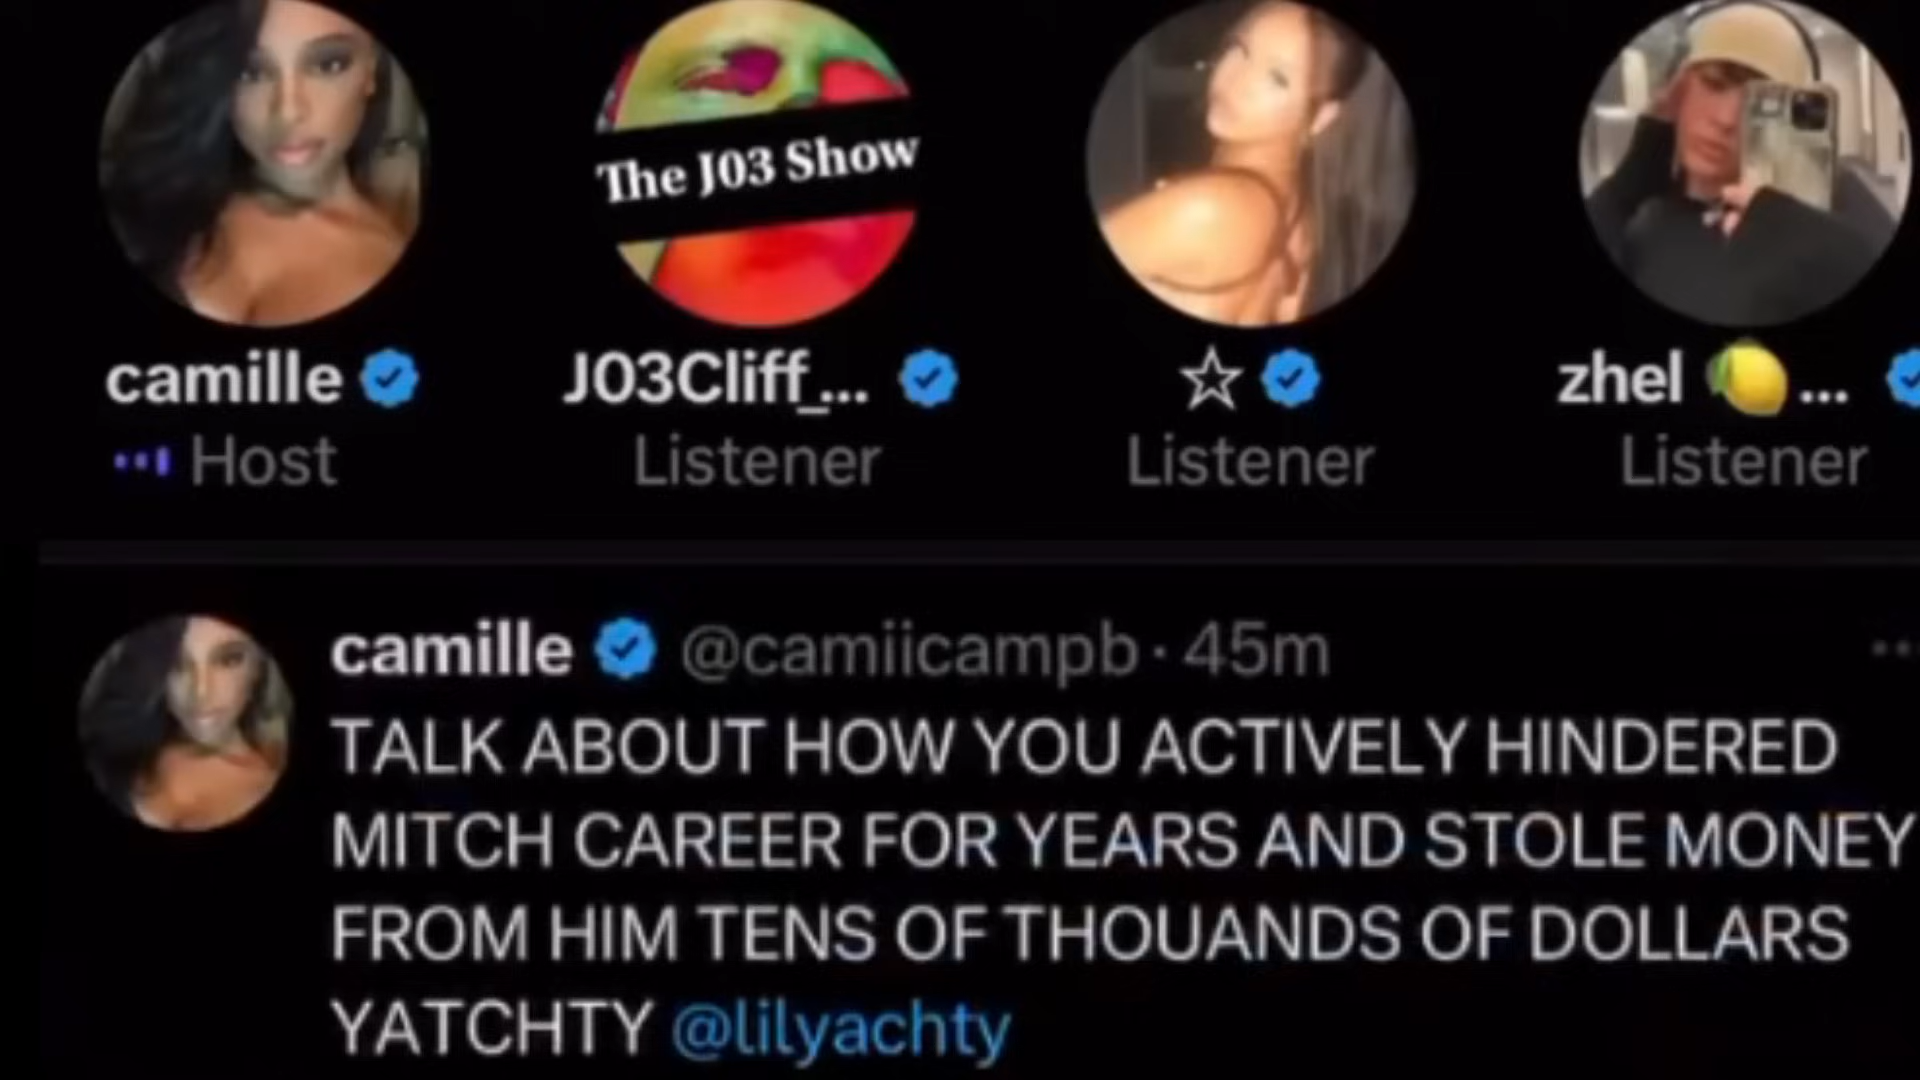 The J03 Show
camille
J03Cliff_...
☆
zhel 🍋...
Host
Listener
Listener
Listener
camille @camiicampb · 45m
TALK ABOUT HOW YOU ACTIVELY HINDERED
MITCH CAREER FOR YEARS AND STOLE MONEY
FROM HIM TENS OF THOUANDS OF DOLLARS
YATCHTY @lilyachty